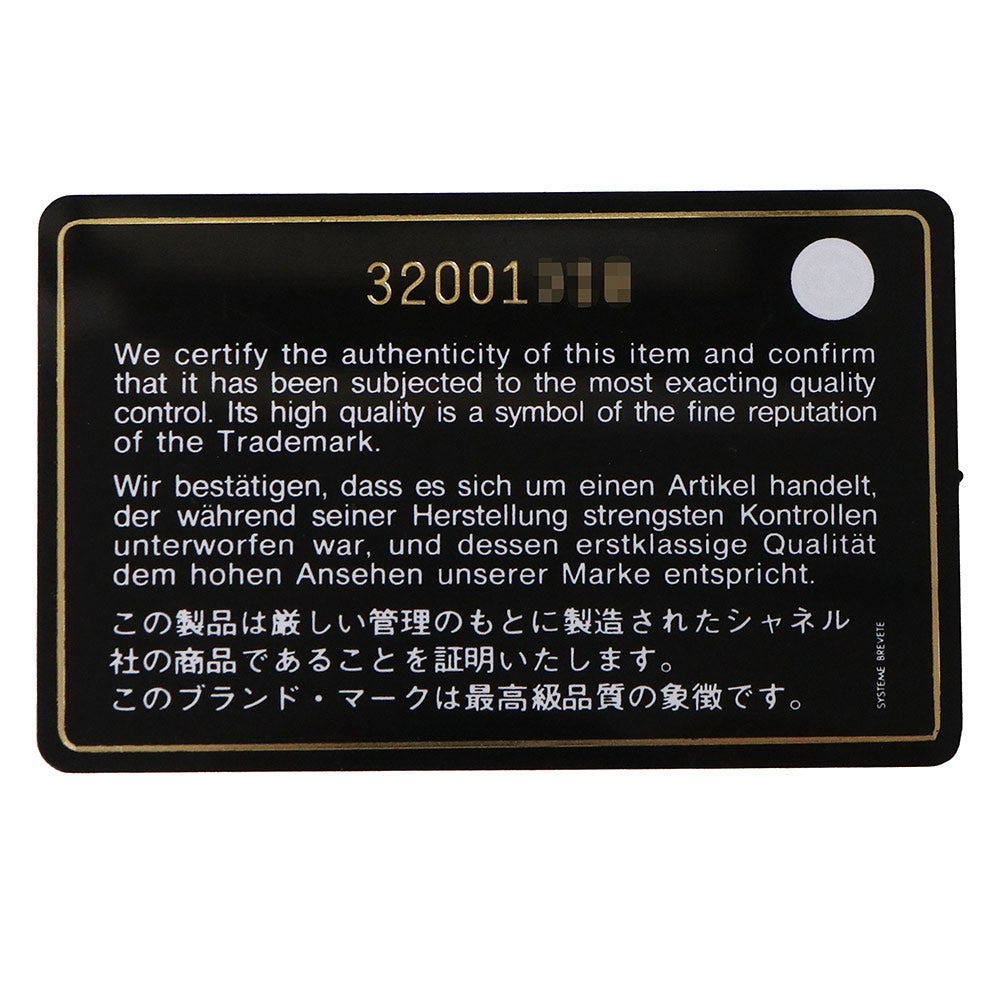 32001
We certify the authenticity of this item and confirm
that it has been subjected to the most exacting quality
control. Its high quality is a symbol of the fine reputation
of the Trademark.
Wir bestätigen, dass es sich um einen Artikel handelt,
der während seiner Herstellung strengsten Kontrollen
unterworfen war, und dessen erstklassige Qualität
dem hohen Ansehen unserer Marke entspricht.
この製品は厳しい管理のもとに製造されたシャネル
社の商品であることを証明いたします。
このブランド・マークは最高級品質の象徴です。
SYSTEME BREVETE